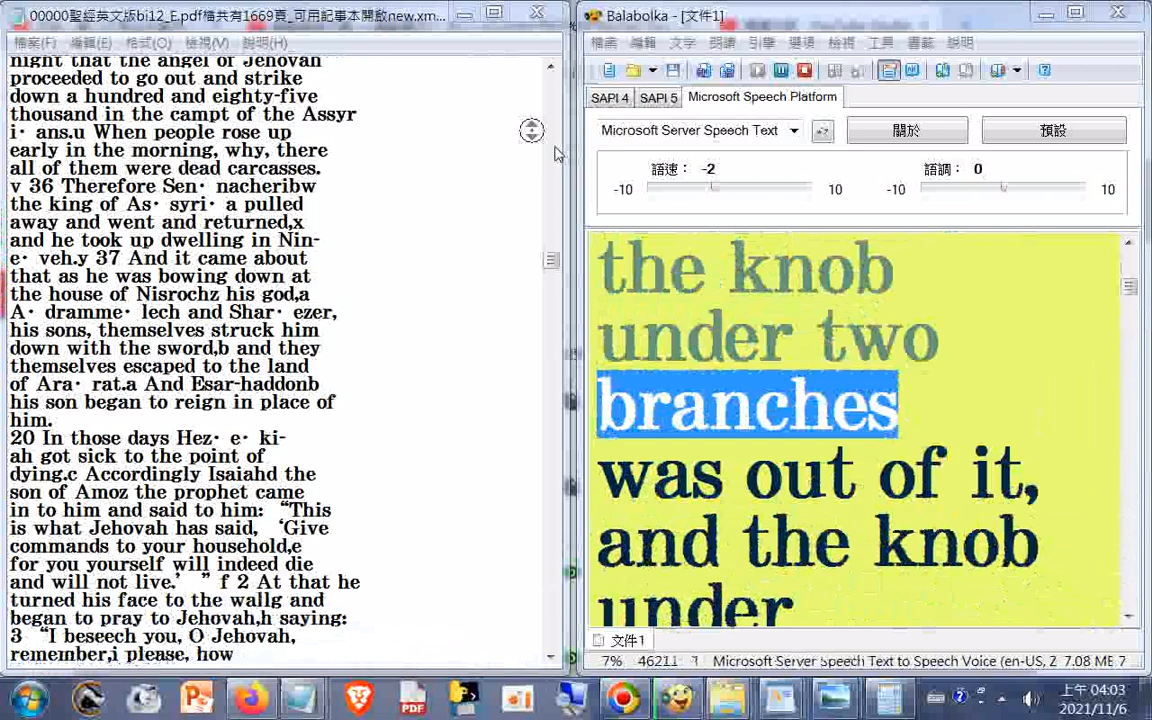 00000聖經英文版bi12_E.pdf檔共有1669頁_可用記事本開啟new.xm...
檔案(F) 編輯(E) 格式(O) 檢視(V) 說明(H)
night that the angel of Jehovah
proceeded to go out and strike
down a hundred and eighty-five
thousand in the campt of the Assyr
i· ans.u When people rose up
early in the morning, why, there
all of them were dead carcasses.
v 36 Therefore Sen· nacheribw
the king of As· syri· a pulled
away and went and returned,x
and he took up dwelling in Nin-
e· veh.y 37 And it came about
that as he was bowing down at
the house of Nisrochz his god,a
A· dramme· lech and Shar· ezer,
his sons, themselves struck him
down with the sword,b and they
themselves escaped to the land
of Ara· rat.a And Esar-haddonb
his son began to reign in place of
him.
20 In those days Hez· e· ki-
ah got sick to the point of
dying.c Accordingly Isaiahd the
son of Amoz the prophet came
in to him and said to him: “This
is what Jehovah has said, ‘Give
commands to your household,e
for you yourself will indeed die
and will not live.’ ” f 2 At that he
turned his face to the wallg and
began to pray to Jehovah,h saying:
3 “I beseech you, O Jehovah,
remember,i please, how
Balabolka - [文件1]
檔案 編輯 文字 朗讀 引擎 選項 檢視 工具 書籤 說明
SAPI 4 SAPI 5 Microsoft Speech Platform
Microsoft Server Speech Text 關於 預設
語速： -2 語調： 0
-10 10 -10 10
the knob
under two
branches
was out of it,
and the knob
under
文件1
7% 46211 Microsoft Server Speech Text to Speech Voice (en-US, 2 7.08 ME 7
PDF
上午 04:03
2021/11/6